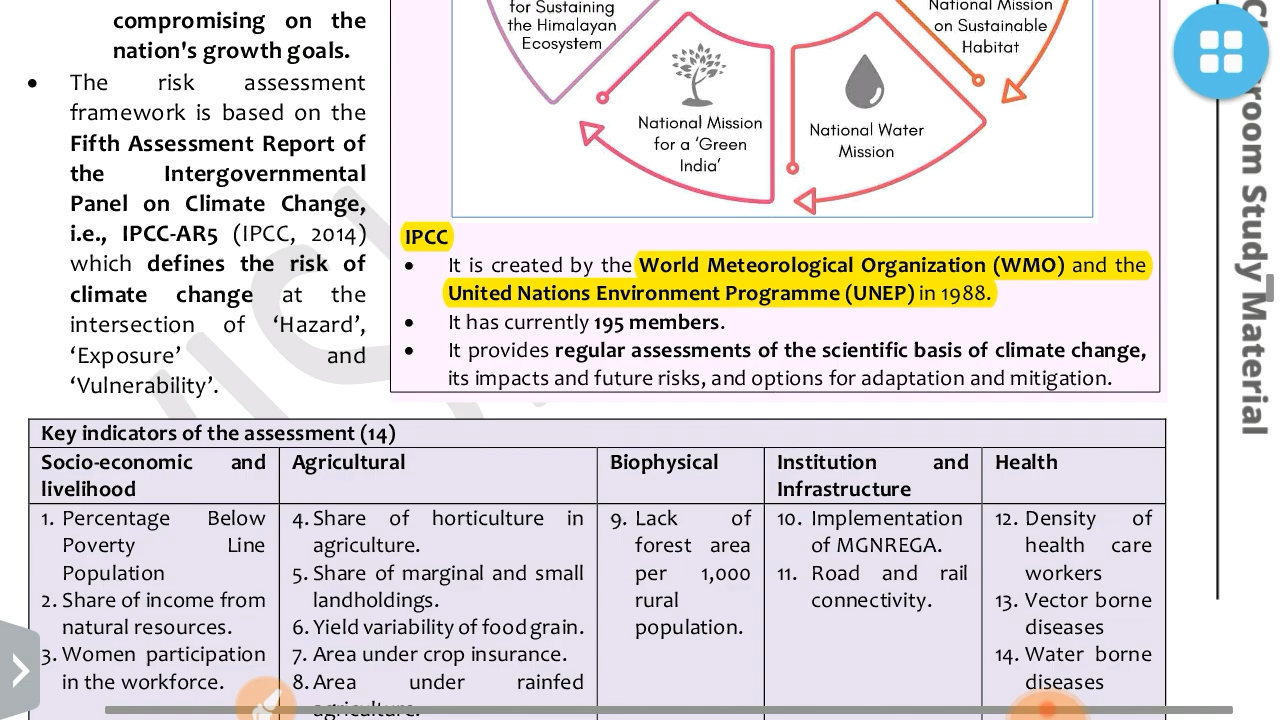 compromising on the
nation's growth goals.
• The risk assessment
framework is based on the
Fifth Assessment Report of
the Intergovernmental
Panel on Climate Change,
i.e., IPCC-AR5 (IPCC, 2014)
which defines the risk of
climate change at the
intersection of ‘Hazard’,
‘Exposure’ and
‘Vulnerability’.
for Sustaining
the Himalayan
Ecosystem
National Mission
for a ‘Green
India’
National Water
Mission
National Mission
on Sustainable
Habitat
IPCC
• It is created by the World Meteorological Organization (WMO) and the
United Nations Environment Programme (UNEP) in 1988.
• It has currently 195 members.
• It provides regular assessments of the scientific basis of climate change,
its impacts and future risks, and options for adaptation and mitigation.
Key indicators of the assessment (14)
Socio-economic and
livelihood
1. Percentage Below
Poverty Line
Population
2. Share of income from
natural resources.
3. Women participation
in the workforce.
Agricultural
4. Share of horticulture in
agriculture.
5. Share of marginal and small
landholdings.
6. Yield variability of food grain.
7. Area under crop insurance.
8. Area under rainfed
agriculture.
Biophysical
9. Lack of
forest area
per 1,000
rural
population.
Institution and
Infrastructure
10. Implementation
of MGNREGA.
11. Road and rail
connectivity.
Health
12. Density of
health care
workers
13. Vector borne
diseases
14. Water borne
diseases
Study Material